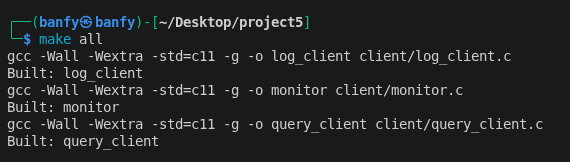 ┌──(banfy㉿banfy)-[~/Desktop/project5]
└─$ make all
gcc -Wall -Wextra -std=c11 -g -o log_client client/log_client.c
Built: log_client
gcc -Wall -Wextra -std=c11 -g -o monitor client/monitor.c
Built: monitor
gcc -Wall -Wextra -std=c11 -g -o query_client client/query_client.c
Built: query_client